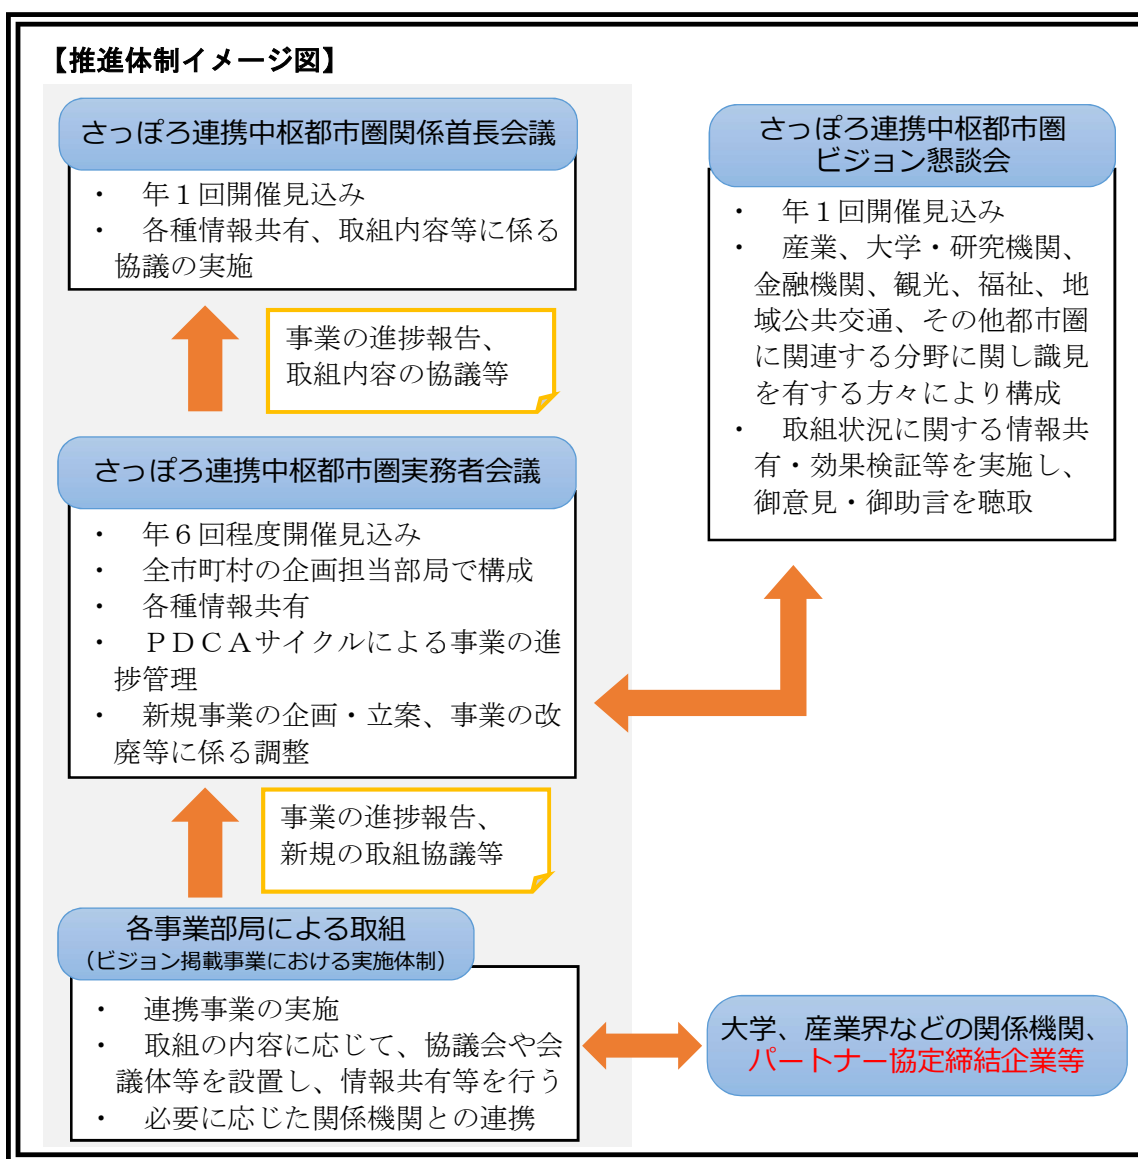 【推進体制イメージ図】
さっぽろ連携中枢都市圏関係首長会議
・　年１回開催見込み
・　各種情報共有、取組内容等に係る
協議の実施
事業の進捗報告、
取組内容の協議等
さっぽろ連携中枢都市圏実務者会議
・　年６回程度開催見込み
・　全市町村の企画担当部局で構成
・　各種情報共有
・　ＰＤＣＡサイクルによる事業の進
捗管理
・　新規事業の企画・立案、事業の改
廃等に係る調整
事業の進捗報告、
新規の取組協議等
各事業部局による取組
（ビジョン掲載事業における実施体制）
・　連携事業の実施
・　取組の内容に応じて、協議会や会
議体等を設置し、情報共有等を行う
・　必要に応じた関係機関との連携
さっぽろ連携中枢都市圏
ビジョン懇談会
・　年１回開催見込み
・　産業、大学・研究機関、
金融機関、観光、福祉、地
域公共交通、その他都市圏
に関連する分野に関し識見
を有する方々により構成
・　取組状況に関する情報共
有・効果検証等を実施し、
御意見・御助言を聴取
大学、産業界などの関係機関、
パートナー協定締結企業等